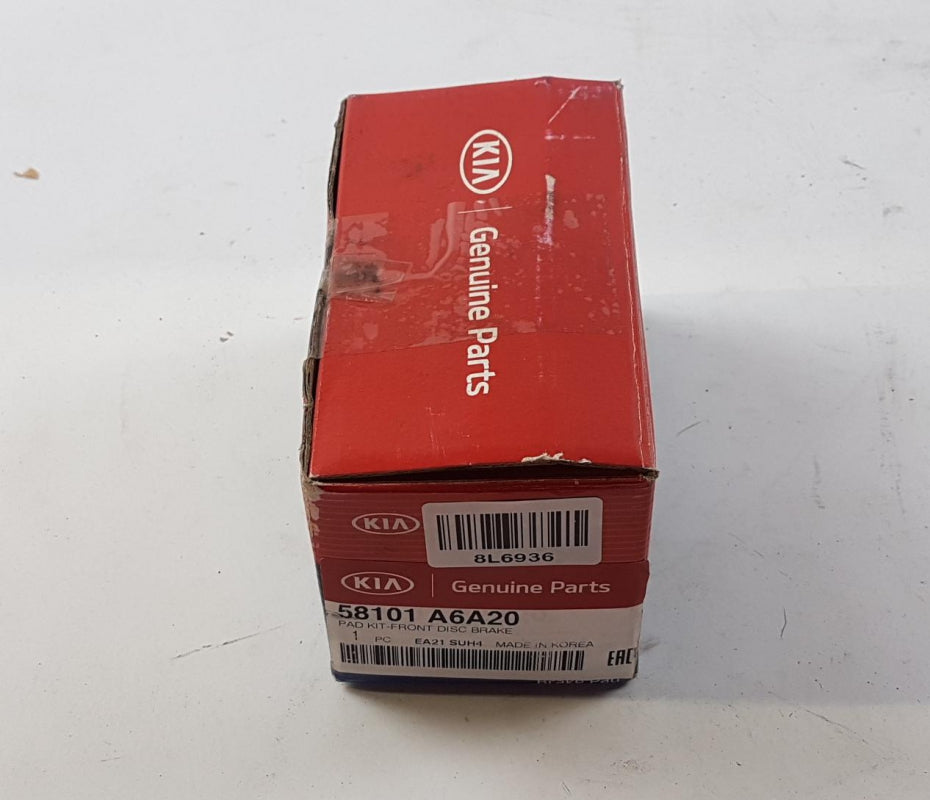 KIA | Genuine Parts
KIA
8L6936
KIA | Genuine Parts
58101 A6A20
PAD KIT-FRONT DISC BRAKE
1 PC EA21 SUH4 MADE IN KOREA
EAC